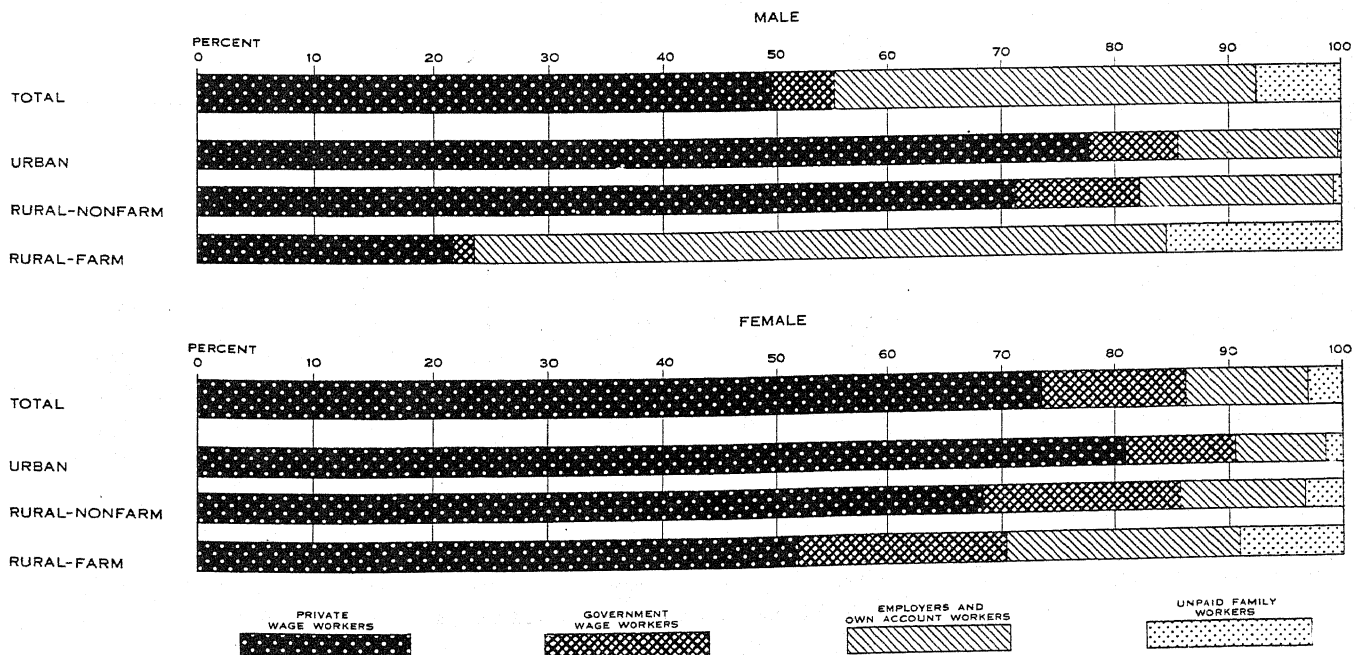 MALE
PERCENT
0 10 20 30 40 50 60 70 80 90 100
TOTAL
URBAN
RURAL-NONFARM
RURAL-FARM
FEMALE
PERCENT
0 10 20 30 40 50 60 70 80 90 100
TOTAL
URBAN
RURAL-NONFARM
RURAL-FARM
PRIVATE
WAGE WORKERS
GOVERNMENT
WAGE WORKERS
EMPLOYERS AND
OWN ACCOUNT WORKERS
UNPAID FAMILY
WORKERS